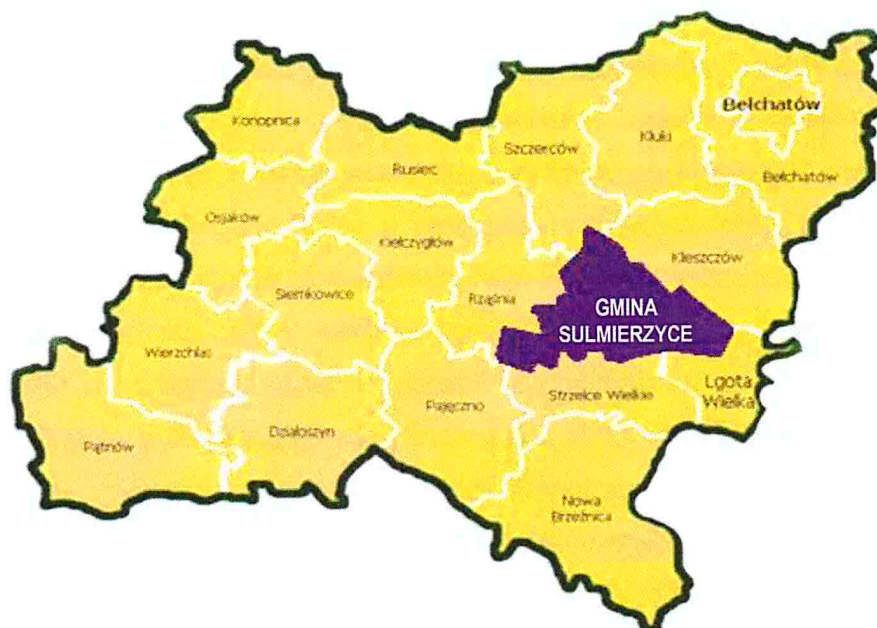 Bełchatów
Konopnica
Kluki
Szczerców
Rusiec
Bełchatów
Osjaków
Kiełczygłów
Kleszczów
Siemkowice
Rząśnia
GMINA
SULMIERZYCE
Wierzchlas
Lgota
Wielka
Strzelce Wielkie
Pajęczno
Działoszyn
Pątnów
Nowa
Brzeźnica